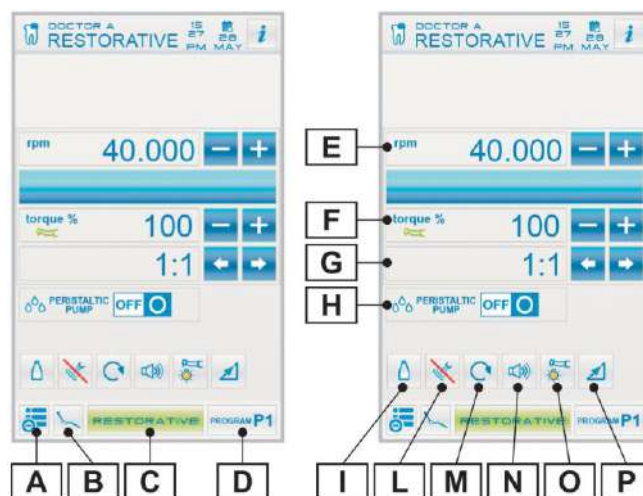 DOCTOR A
RESTORATIVE
15
27
PM
28
MAY
i
rpm
40.000
- +
torque %
100
- +
1:1
PERISTALTIC
PUMP
OFF O
RESTORATIVE
PROGRAM P1
A B C D
DOCTOR A
RESTORATIVE
15
27
PM
28
MAY
i
E
rpm
40.000
- +
F
torque %
100
- +
G
1:1
H
PERISTALTIC
PUMP
OFF O
RESTORATIVE
PROGRAM P1
I L M N O P